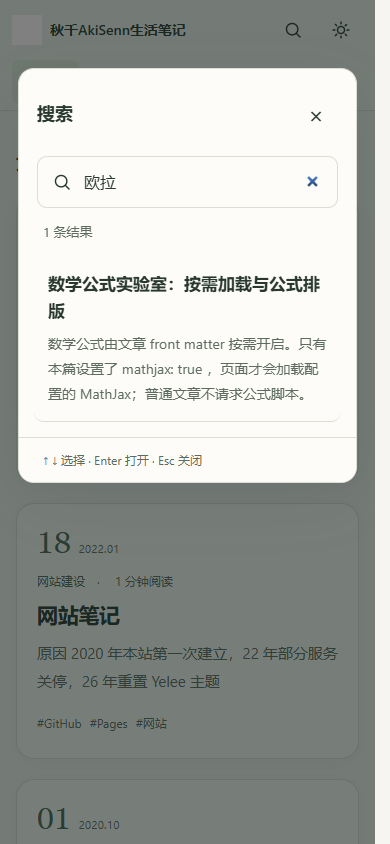 秋千AkiSenn生活笔记
搜索
欧拉
1 条结果
数学公式实验室：按需加载与公式排
版
数学公式由文章 front matter 按需开启。只有
本篇设置了 mathjax: true ，页面才会加载配
置的 MathJax；普通文章不请求公式脚本。
↑↓选择 · Enter 打开 · Esc 关闭
18 2022.01
网站建设 · 1 分钟阅读
网站笔记
原因 2020 年本站第一次建立，22 年部分服务
关停，26 年重置 Yelee 主题
#GitHub #Pages #网站
01 2020.10